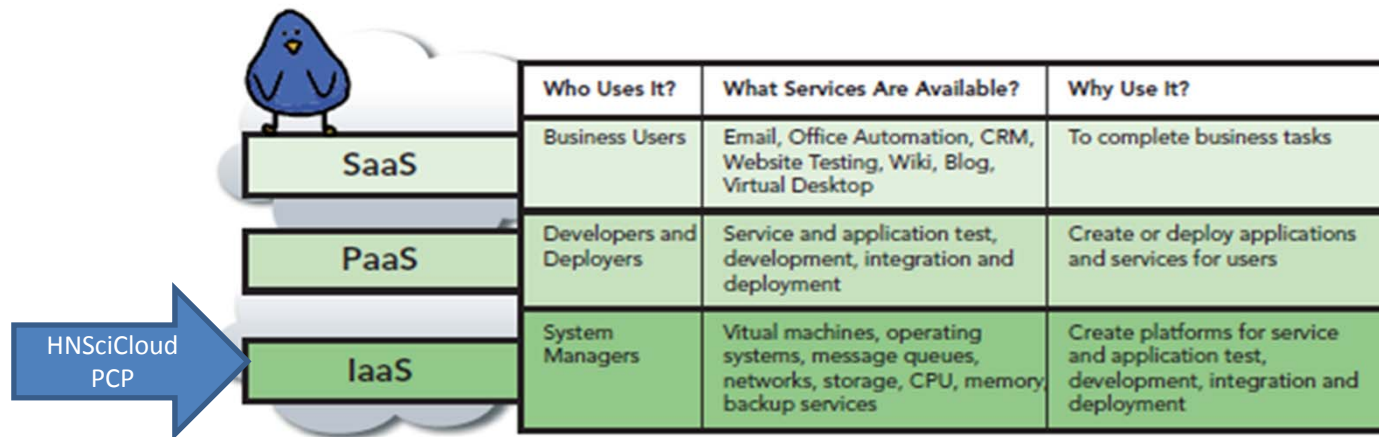 Who Uses It? What Services Are Available? Why Use It?
SaaS
Business Users
Email, Office Automation, CRM,
Website Testing, Wiki, Blog,
Virtual Desktop
To complete business tasks
PaaS
Developers and
Deployers
Service and application test,
development, integration and
deployment
Create or deploy applications
and services for users
HNSciCloud
PCP
IaaS
System
Managers
Vitual machines, operating
systems, message queues,
networks, storage, CPU, memory,
backup services
Create platforms for service
and application test,
development, integration and
deployment